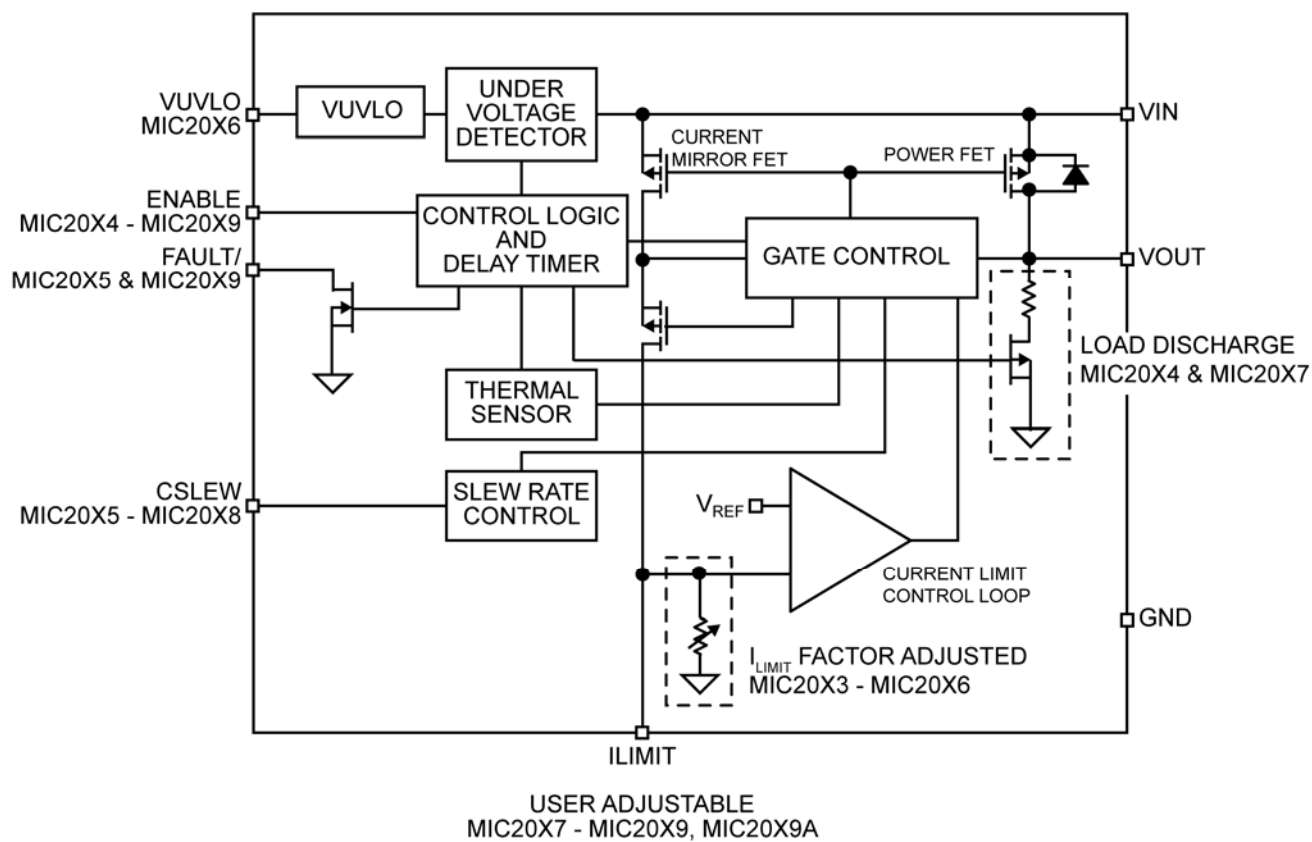 VUVLO
MIC20X6
VUVLO
UNDER
VOLTAGE
DETECTOR
VIN
CURRENT
MIRROR FET
POWER FET
ENABLE
MIC20X4 - MIC20X9
CONTROL LOGIC
AND
DELAY TIMER
FAULT/
MIC20X5 & MIC20X9
GATE CONTROL
VOUT
LOAD DISCHARGE
MIC20X4 & MIC20X7
THERMAL
SENSOR
CSLEW
MIC20X5 - MIC20X8
SLEW RATE
CONTROL
VREF
CURRENT LIMIT
CONTROL LOOP
GND
ILIMIT FACTOR ADJUSTED
MIC20X3 - MIC20X6
ILIMIT
USER ADJUSTABLE
MIC20X7 - MIC20X9, MIC20X9A